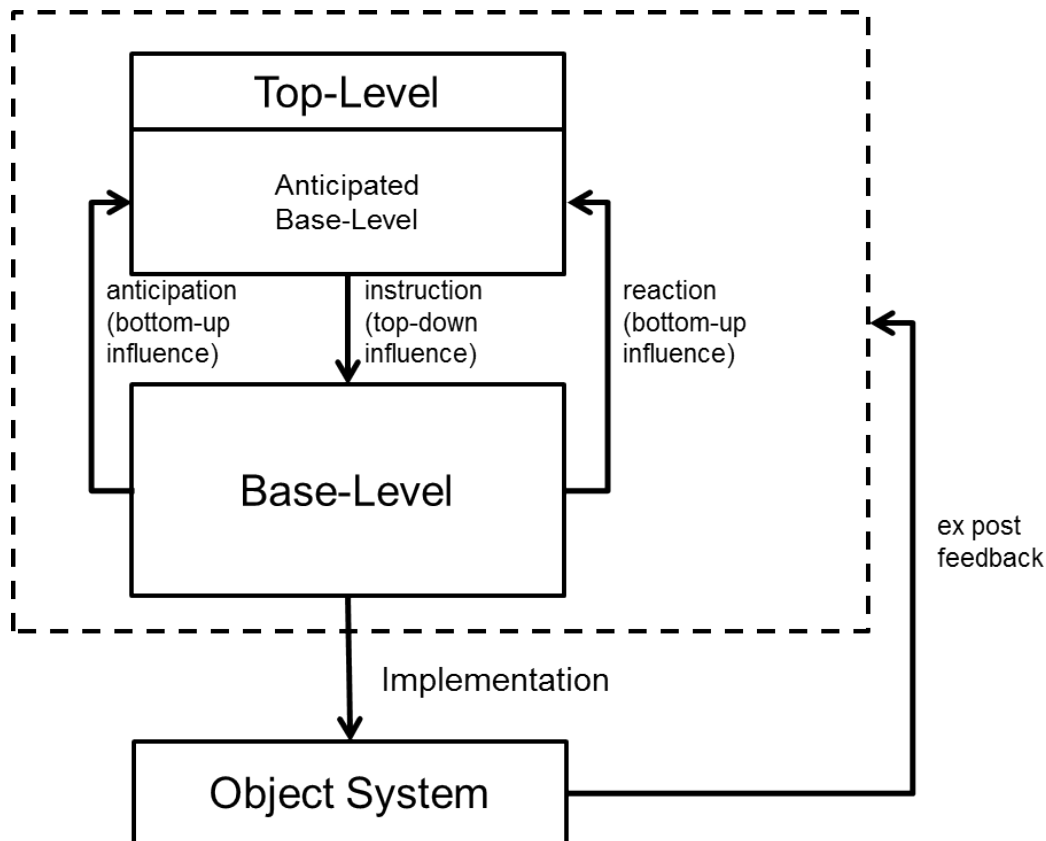 Top-Level
Anticipated
Base-Level
anticipation
(bottom-up
influence)
instruction
(top-down
influence)
reaction
(bottom-up
influence)
Base-Level
ex post
feedback
Implementation
Object System